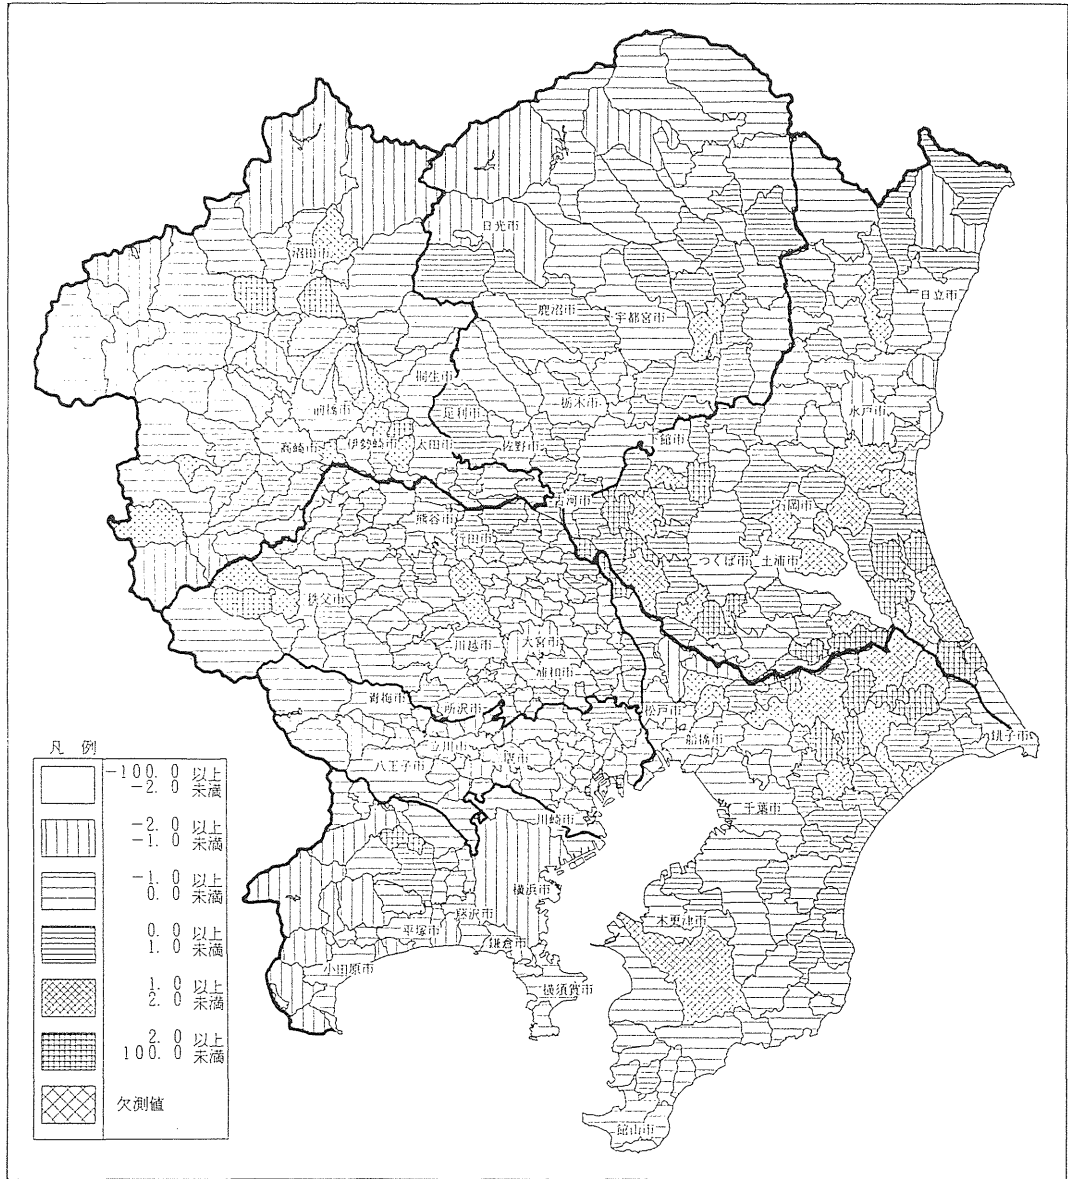 日光市
沼田市
日立市
鹿沼市
宇都宮市
桐生市
栃木市
前橋市
足利市
水戸市
高崎市
伊勢崎市
太田市
佐野市
下館市
古河市
石岡市
熊谷市
行田市
つくば市
土浦市
秩父市
川越市
大宮市
浦和市
青梅市
所沢市
松戸市
船橋市
銚子市
立川市
八王子市
千葉市
川崎市
横浜市
藤沢市
木更津市
平塚市
鎌倉市
小田原市
横須賀市
館山市
凡 例
-100.0 以上
-2.0 未満
-2.0 以上
-1.0 未満
-1.0 以上
0.0 未満
0.0 以上
1.0 未満
1.0 以上
2.0 未満
2.0 以上
100.0 未満
欠測値